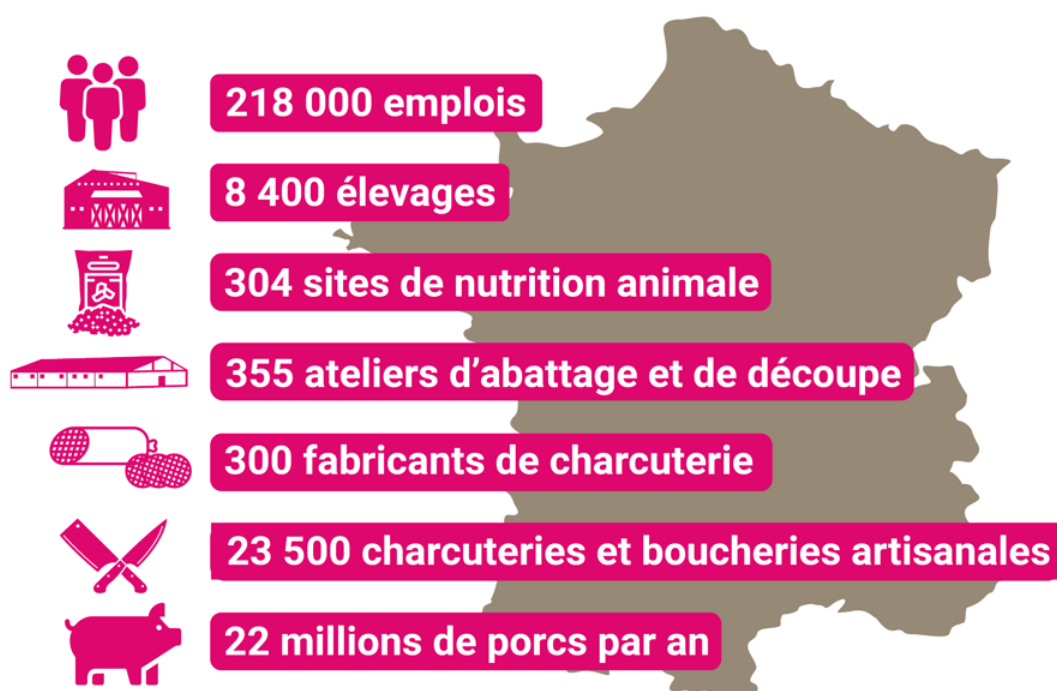 218 000 emplois
8 400 élevages
304 sites de nutrition animale
355 ateliers d’abattage et de découpe
300 fabricants de charcuterie
23 500 charcuteries et boucheries artisanales
22 millions de porcs par an